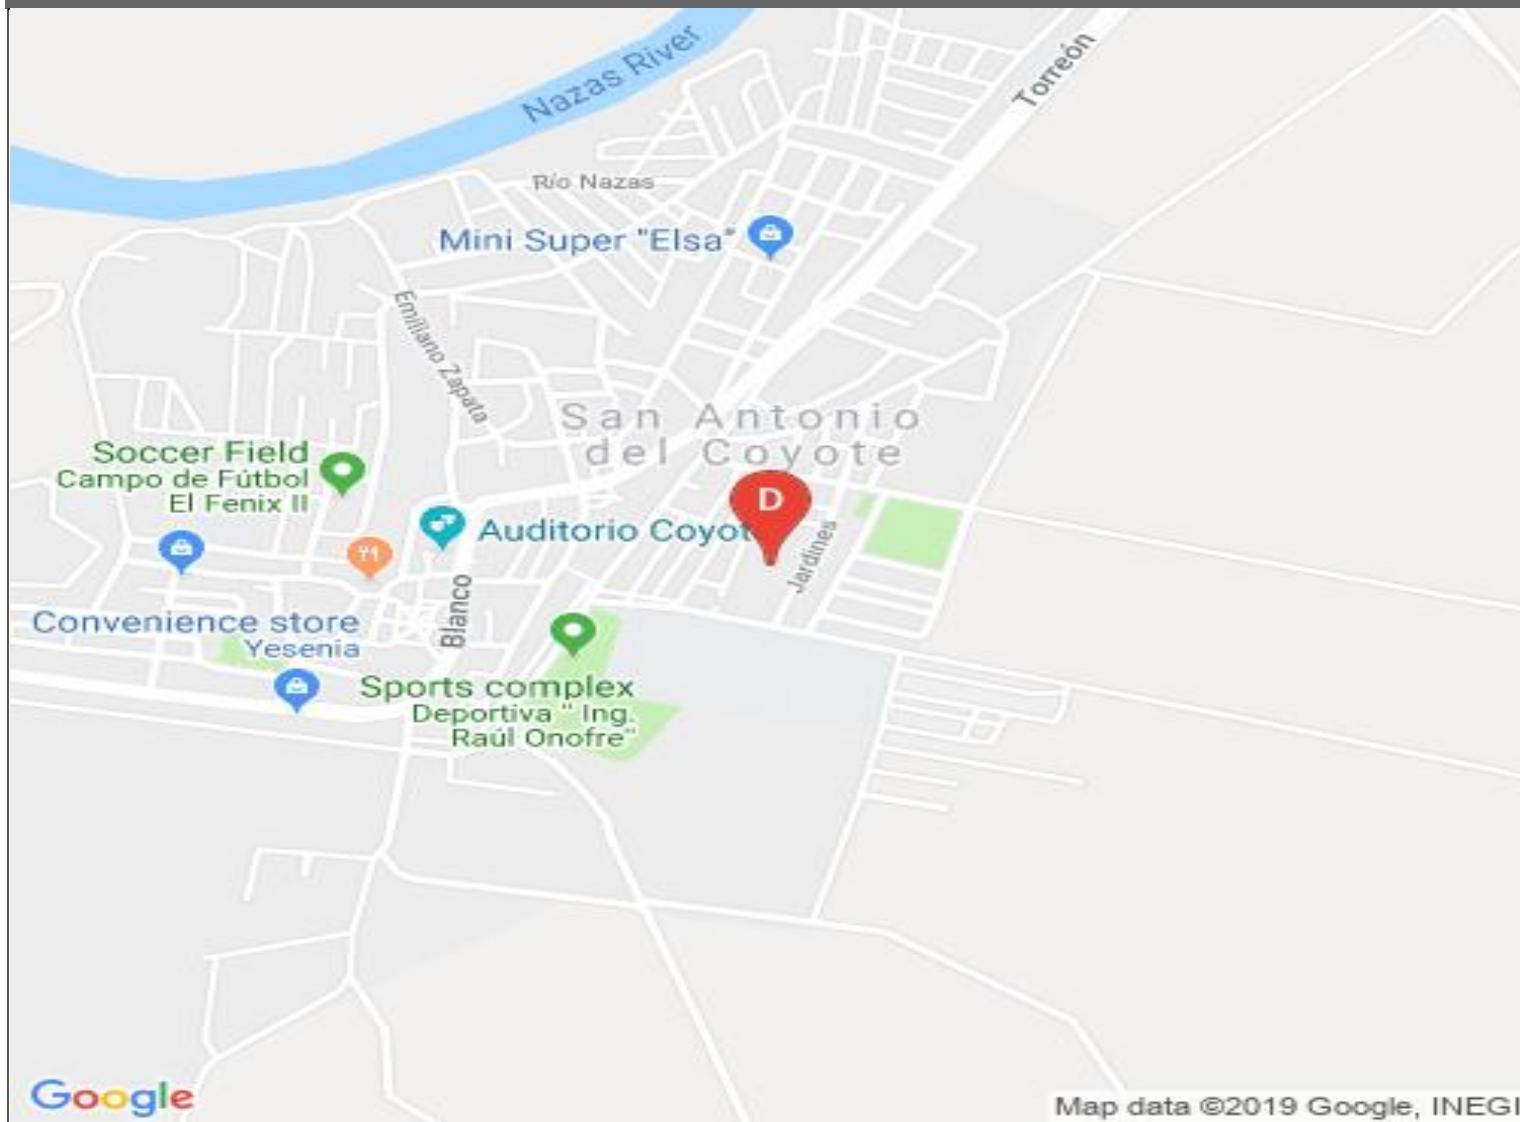 Nazas River
Torreón
Río Nazas
Mini Super "Elsa"
Emiliano Zapata
San Antonio
del Coyote
Soccer Field
Campo de Fútbol
El Fenix II
D
Auditorio Coyot
Jardines
Blanco
Convenience store
Yesenia
Sports complex
Deportiva " Ing.
Raúl Onofre"
Google
Map data ©2019 Google, INEGI